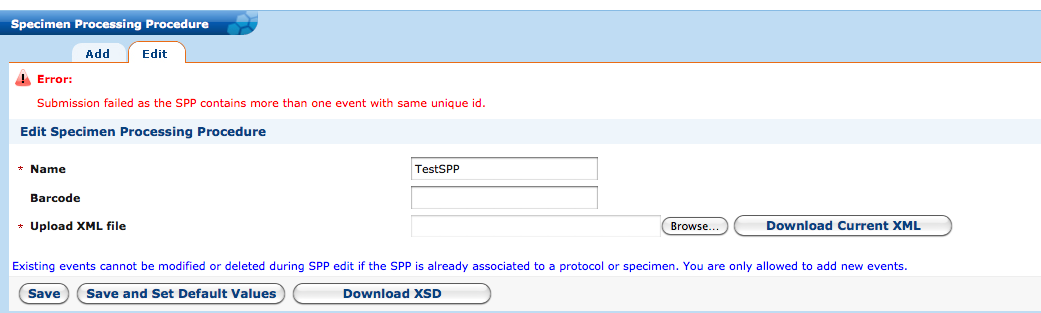 Specimen Processing Procedure
Add Edit
Error:
Submission failed as the SPP contains more than one event with same unique id.
Edit Specimen Processing Procedure
* Name TestSPP
Barcode
* Upload XML file Browse... Download Current XML
Existing events cannot be modified or deleted during SPP edit if the SPP is already associated to a protocol or specimen. You are only allowed to add new events.
Save Save and Set Default Values Download XSD